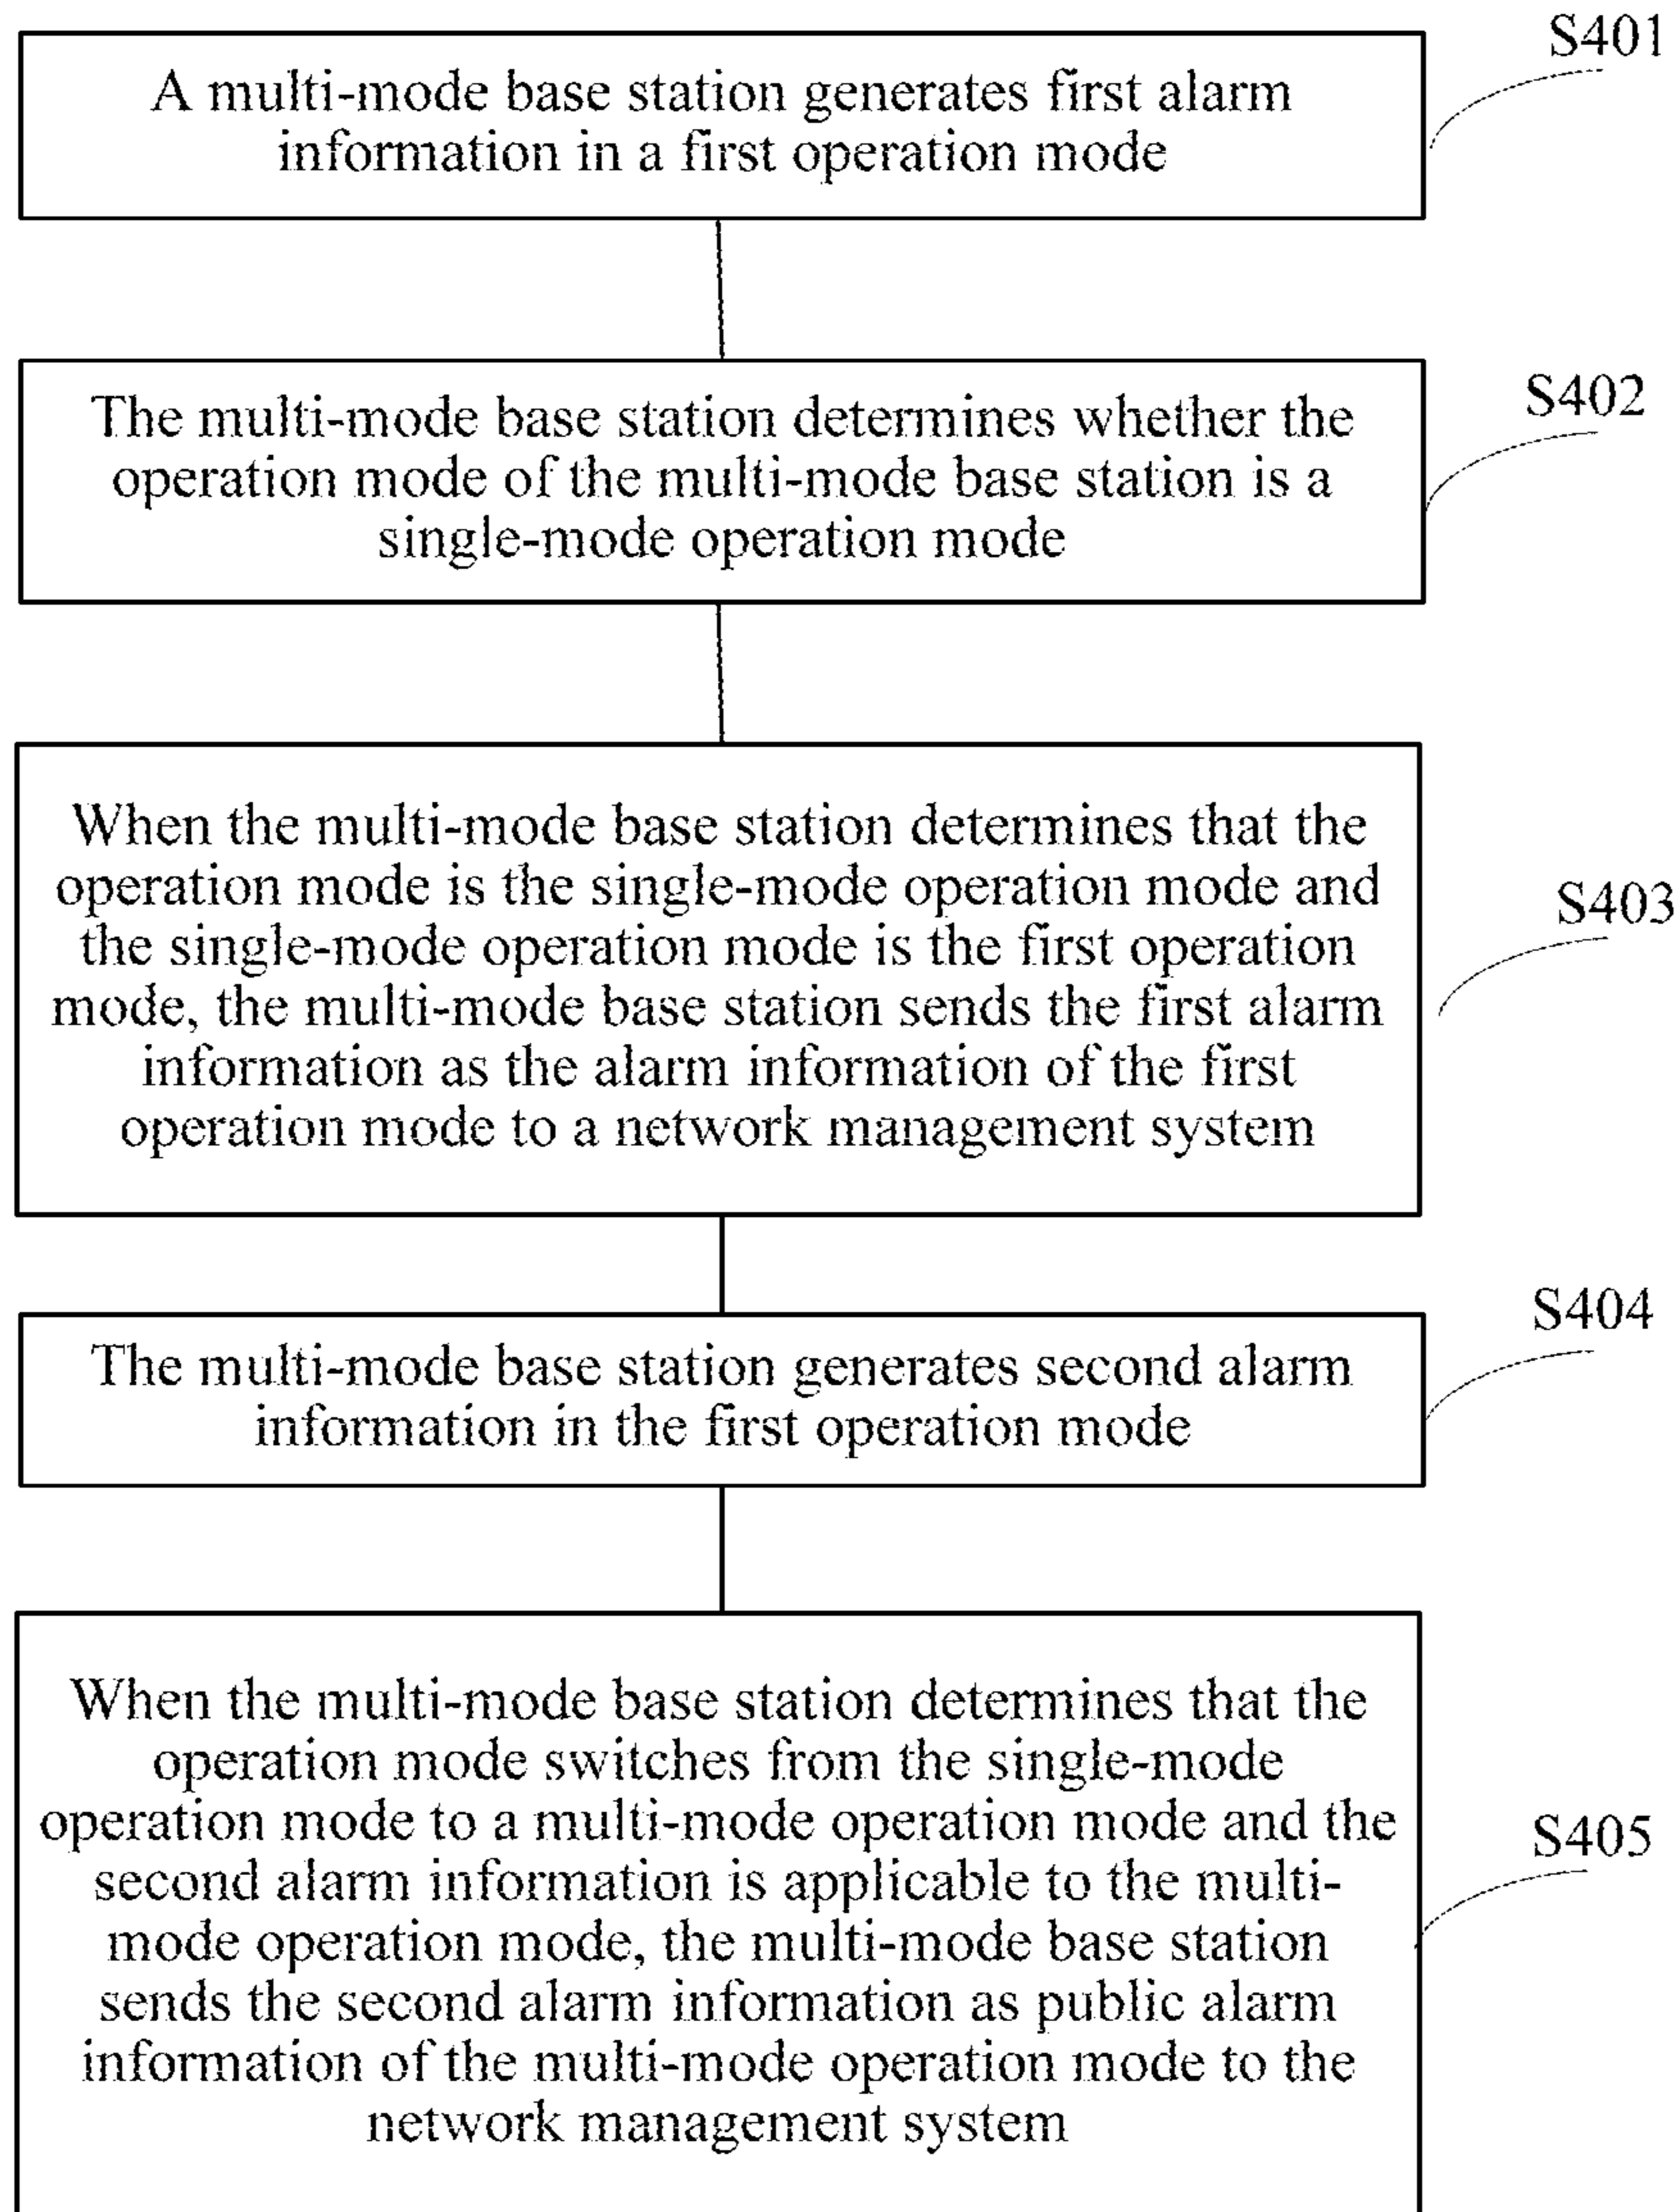 S401
A multi-mode base station generates first alarm
information in a first operation mode
S402
The multi-mode base station determines whether the
operation mode of the multi-mode base station is a
single-mode operation mode
S403
When the multi-mode base station determines that the
operation mode is the single-mode operation mode and
the single-mode operation mode is the first operation
mode, the multi-mode base station sends the first alarm
information as the alarm information of the first
operation mode to a network management system
S404
The multi-mode base station generates second alarm
information in the first operation mode
S405
When the multi-mode base station determines that the
operation mode switches from the single-mode
operation mode to a multi-mode operation mode and the
second alarm information is applicable to the multi-
mode operation mode, the multi-mode base station
sends the second alarm information as public alarm
information of the multi-mode operation mode to the
network management system